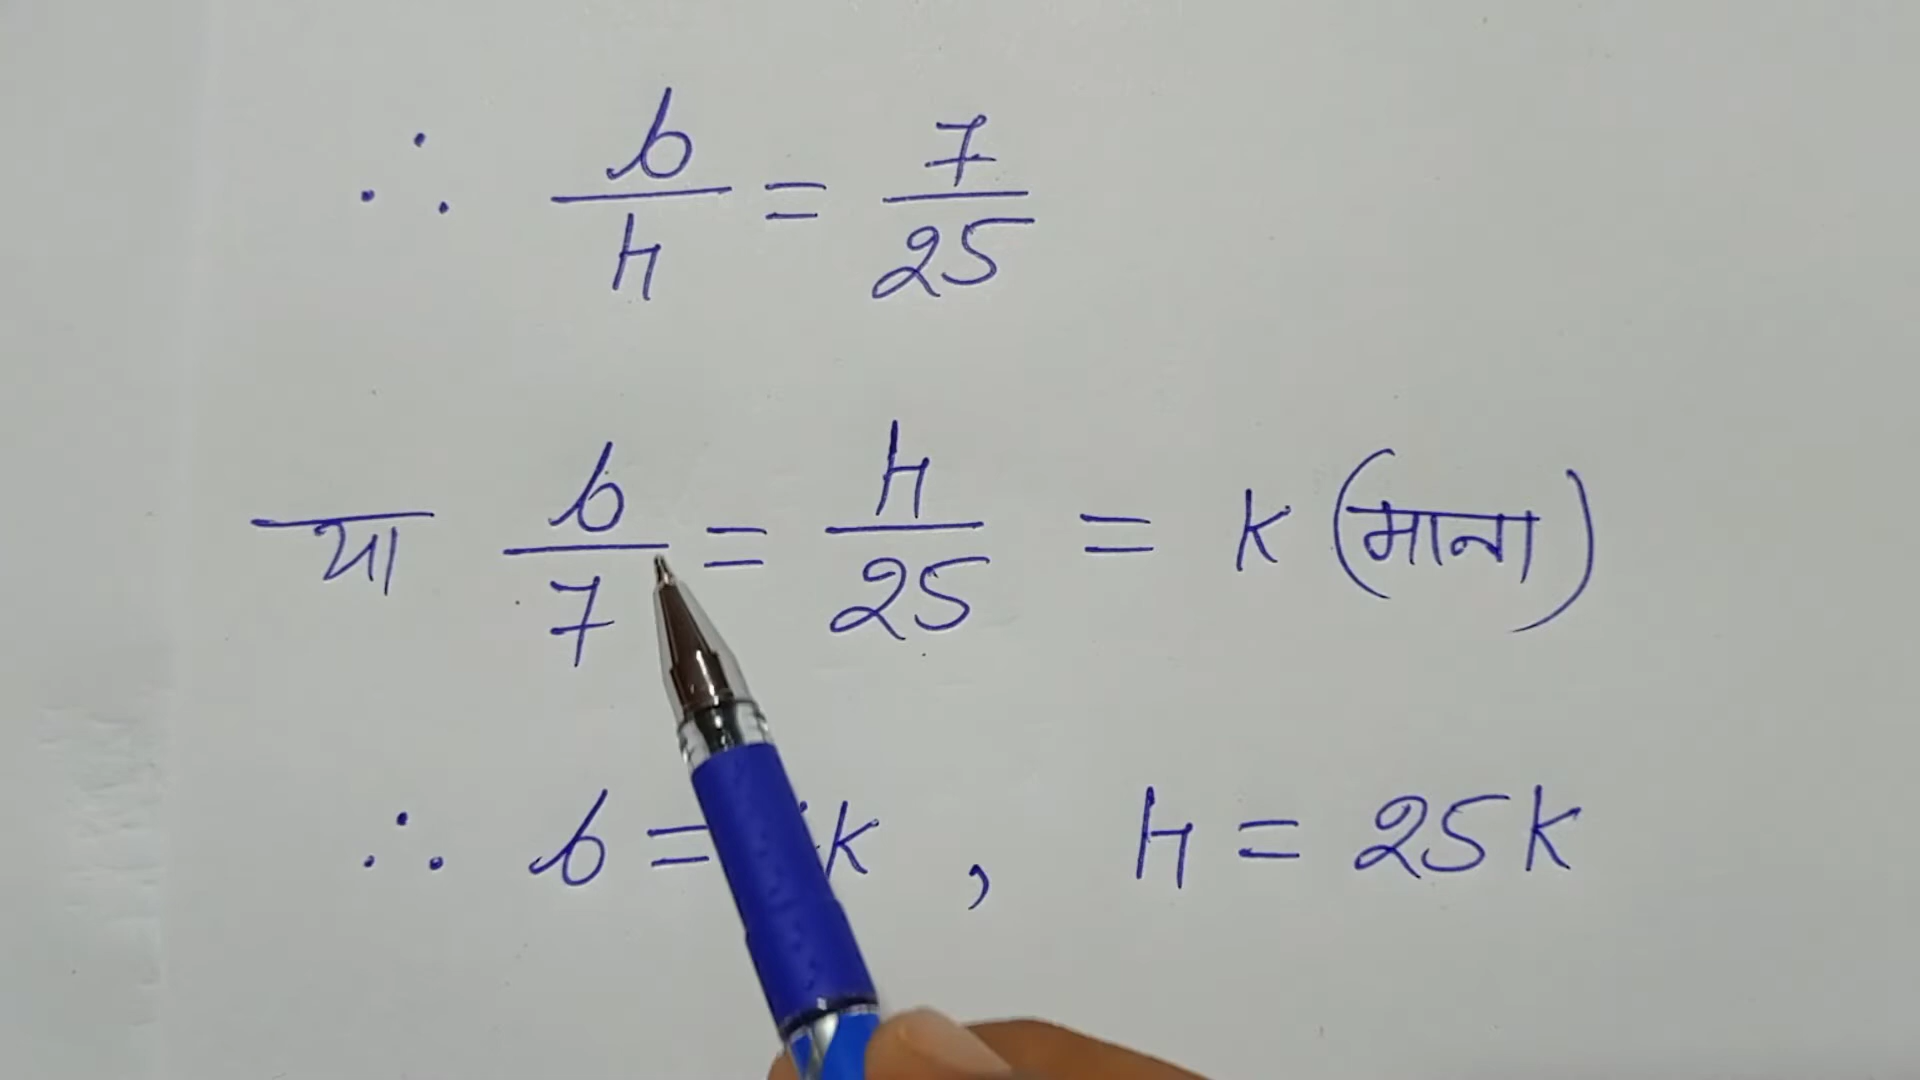 ∴ b/h = 7/25
या b/7 = h/25 = k (माना)
∴ b = k , h = 25k